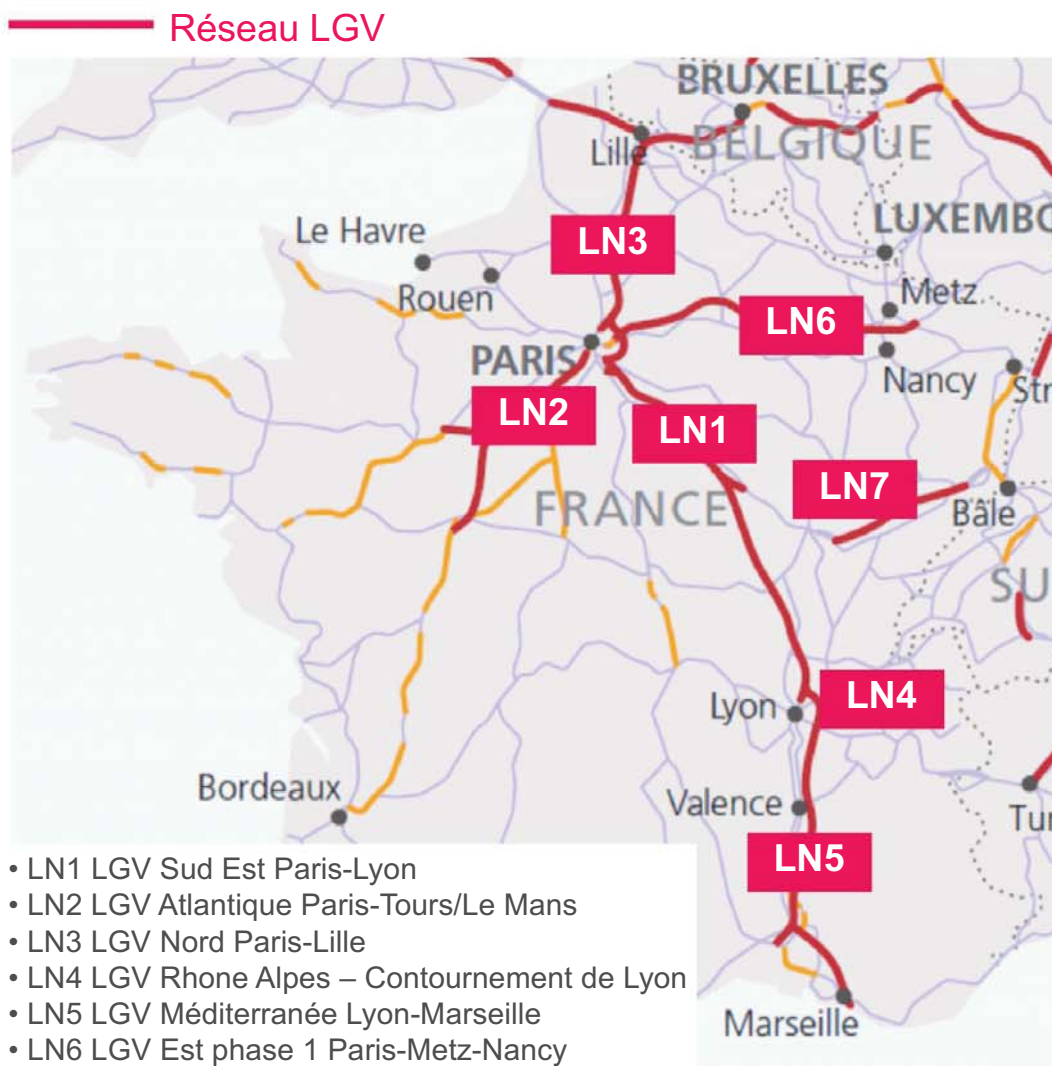 Réseau LGV
BRUXELLES
Lille
BELGIQUE
LUXEMBO
LN3
Le Havre
Rouen
Metz
LN6
PARIS
Nancy
Str
LN2
LN1
LN7
FRANCE
Bâle
SU
Lyon
LN4
Bordeaux
Valence
Tur
LN5
Marseille
• LN1 LGV Sud Est Paris-Lyon
• LN2 LGV Atlantique Paris-Tours/Le Mans
• LN3 LGV Nord Paris-Lille
• LN4 LGV Rhone Alpes – Contournement de Lyon
• LN5 LGV Méditerranée Lyon-Marseille
• LN6 LGV Est phase 1 Paris-Metz-Nancy